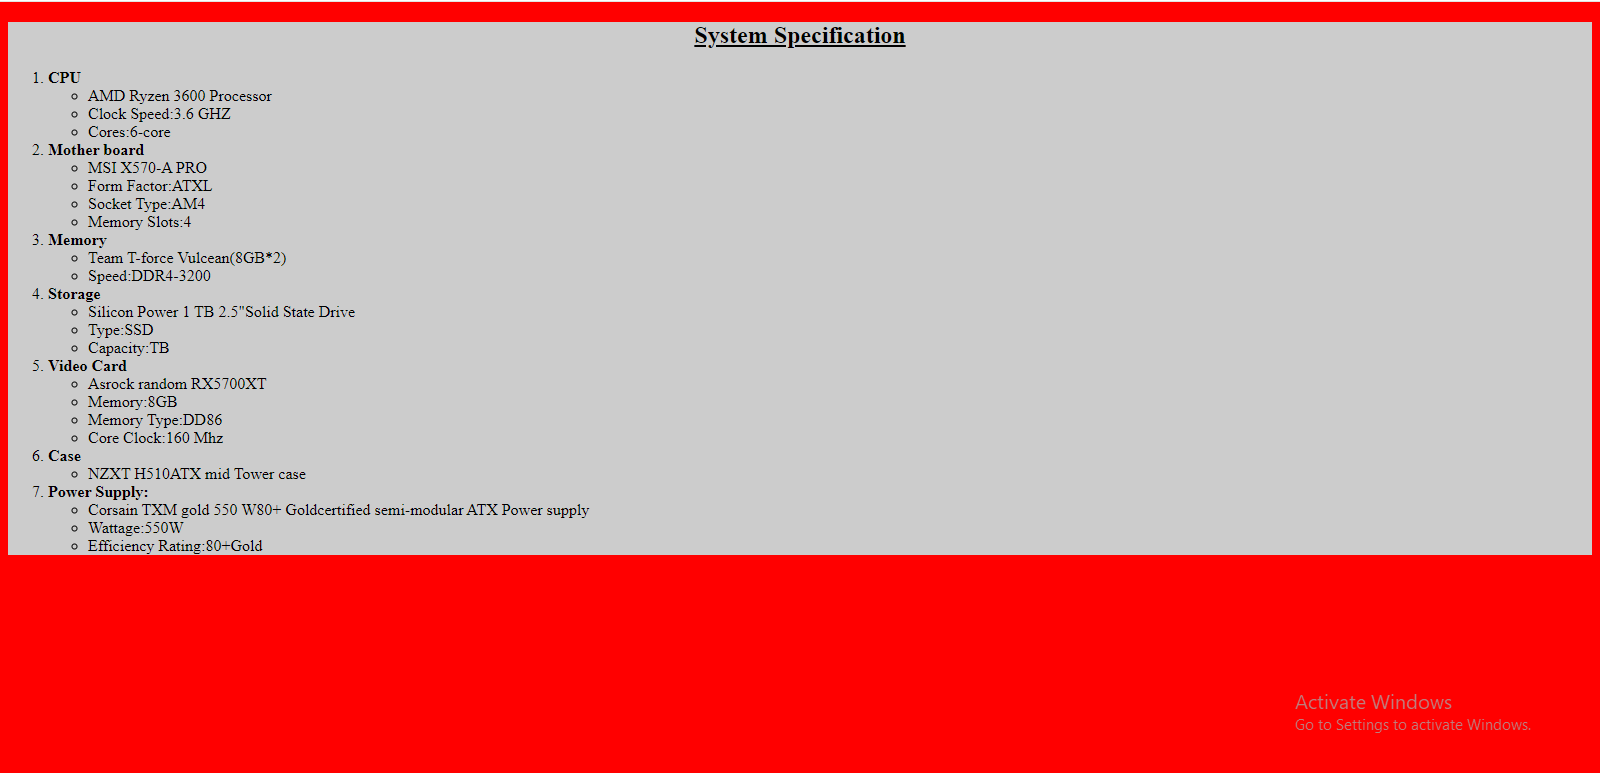 System Specification
1. CPU
AMD Ryzen 3600 Processor
Clock Speed:3.6 GHZ
Cores:6-core
2. Mother board
MSI X570-A PRO
Form Factor:ATXL
Socket Type:AM4
Memory Slots:4
3. Memory
Team T-force Vulcean(8GB*2)
Speed:DDR4-3200
4. Storage
Silicon Power 1 TB 2.5"Solid State Drive
Type:SSD
Capacity:TB
5. Video Card
Asrock random RX5700XT
Memory:8GB
Memory Type:DD86
Core Clock:160 Mhz
6. Case
NZXT H510ATX mid Tower case
7. Power Supply:
Corsain TXM gold 550 W80+ Goldcertified semi-modular ATX Power supply
Wattage:550W
Efficiency Rating:80+Gold
Activate Windows
Go to Settings to activate Windows.